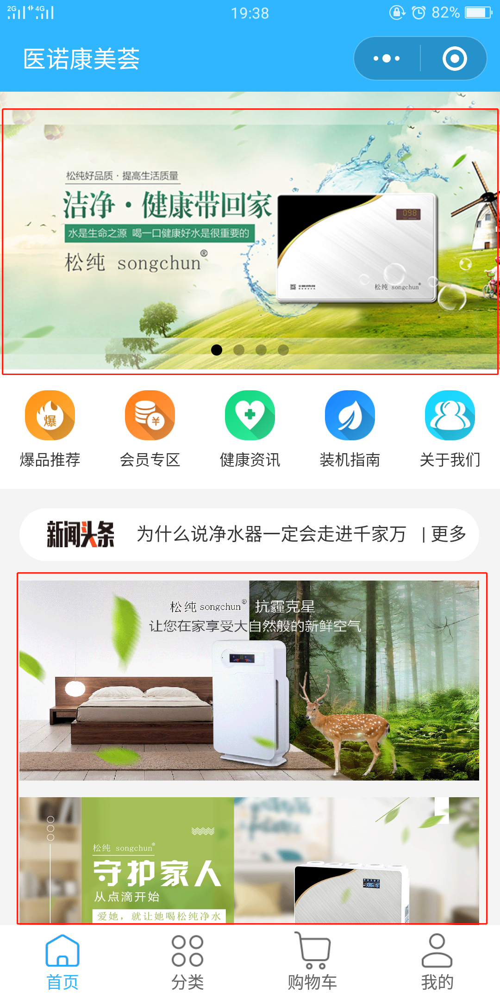 2G 4G 19:38 82%
医诺康美荟
松纯好品质·提高生活质量
洁净·健康带回家
水是生命之源 喝一口健康好水是很重要的
松纯 songchun®
098
松纯 songchun®
爆
爆品推荐 会员专区 健康资讯 装机指南 关于我们
新闻头条 为什么说净水器一定会走进千家万 | 更多
松纯 songchun® 抗霾克星
让您在家享受大自然般的新鲜空气
松纯 songchun®
守护家人
从点滴开始
爱她，就让她喝松纯净水
首页 分类 购物车 我的